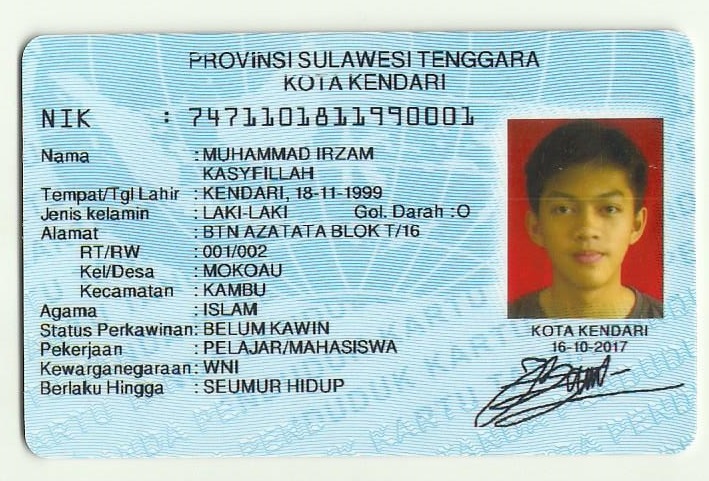 PROVINSI SULAWESI TENGGARA
KOTA KENDARI
NIK : 7471101811990001
Nama : MUHAMMAD IRZAM
KASYFILLAH
Tempat/Tgl Lahir : KENDARI, 18-11-1999
Jenis kelamin : LAKI-LAKI Gol. Darah : O
Alamat : BTN AZATATA BLOK T/16
RT/RW : 001/002
Kel/Desa : MOKOAU
Kecamatan : KAMBU
Agama : ISLAM
Status Perkawinan: BELUM KAWIN
Pekerjaan : PELAJAR/MAHASISWA
Kewarganegaraan: WNI
Berlaku Hingga : SEUMUR HIDUP
KOTA KENDARI
16-10-2017